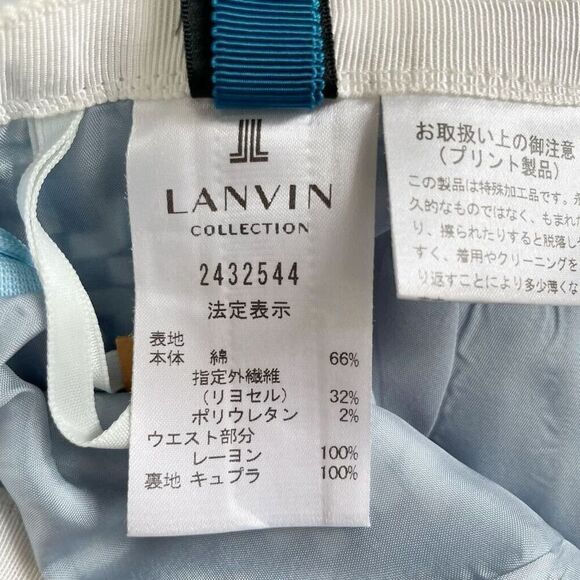 LANVIN
COLLECTION
2432544
法定表示
表地
本体 綿 66%
指定外繊維
(リヨセル) 32%
ポリウレタン 2%
ウエスト部分
レーヨン 100%
裏地 キュプラ 100%
お取扱い上の御注意
(プリント製品)
この製品は特殊加工品です。永
久的なものではなく、もまれた
り、擦られたりすると脱落し
すく、着用やクリーニングを
り返すことにより多少薄くな